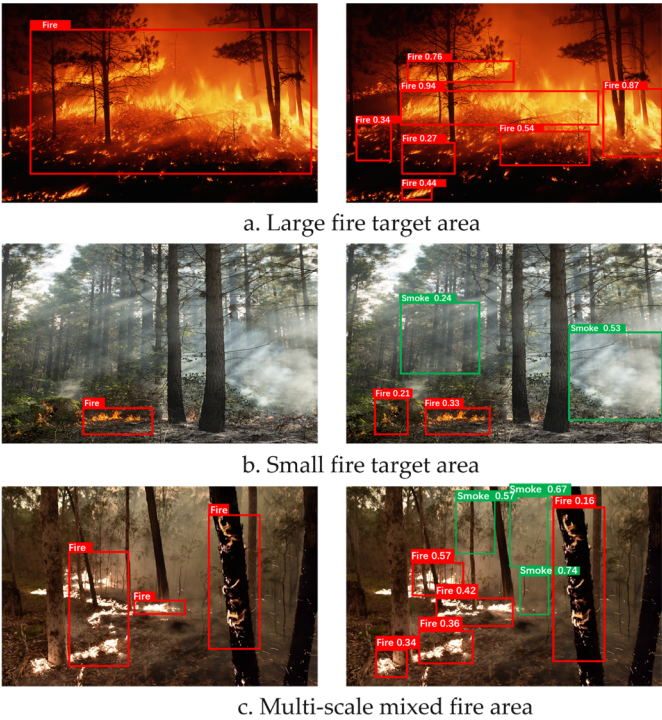 Fire
Fire 0.76
Fire 0.94
Fire 0.87
Fire 0.34
Fire 0.27
Fire 0.54
Fire 0.44
a. Large fire target area
Fire
Smoke 0.24
Smoke 0.53
Fire 0.21
Fire 0.33
b. Small fire target area
Fire
Fire
Fire
Smoke 0.57
Smoke 0.67
Fire 0.16
Fire 0.57
Smoke 0.74
Fire 0.42
Fire 0.36
Fire 0.34
c. Multi-scale mixed fire area